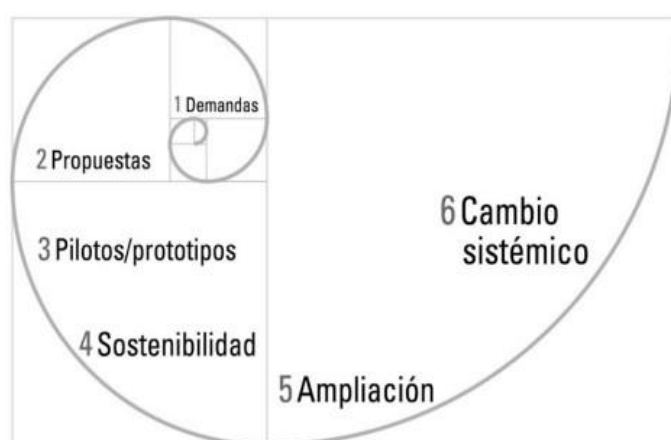 1 Demandas
2 Propuestas
3 Pilotos/prototipos
4 Sostenibilidad
5 Ampliación
6 Cambio
sistémico